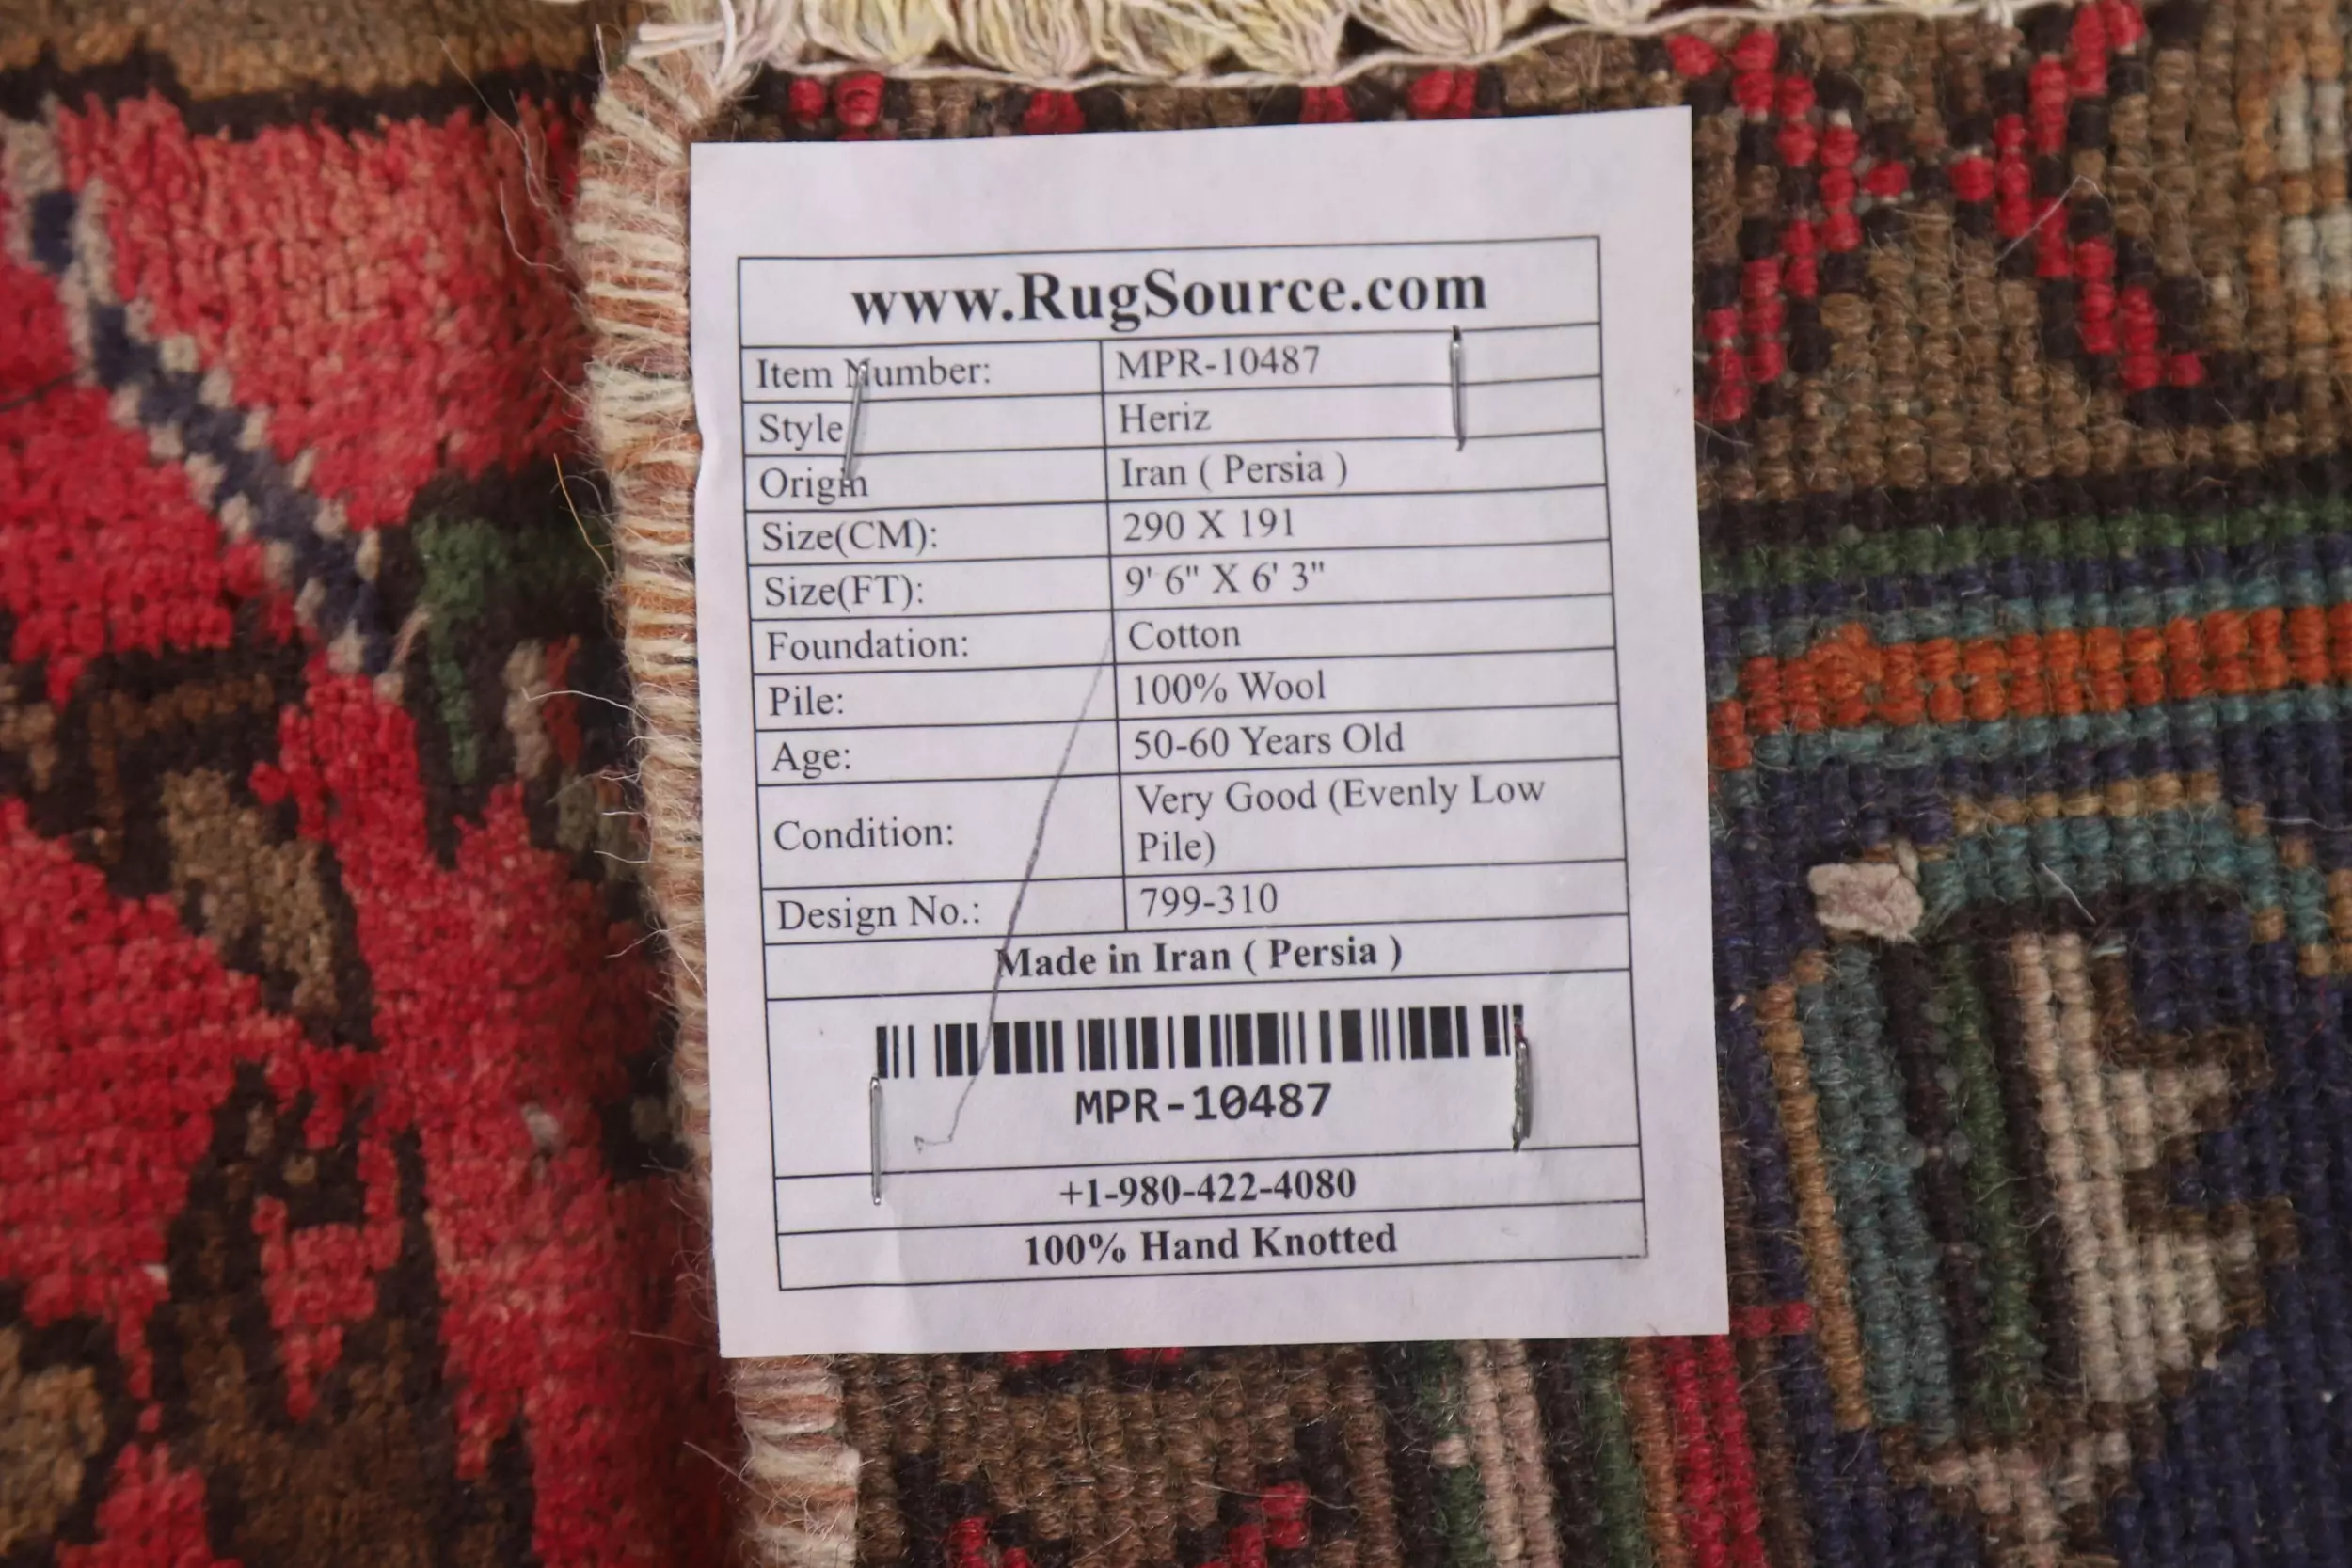 www.RugSource.com
Item Number: MPR-10487
Style Heriz
Origin Iran ( Persia )
Size(CM): 290 X 191
Size(FT): 9' 6" X 6' 3"
Foundation: Cotton
Pile: 100% Wool
Age: 50-60 Years Old
Condition: Very Good (Evenly Low
Pile)
Design No.: 799-310
Made in Iran ( Persia )
MPR-10487
+1-980-422-4080
100% Hand Knotted